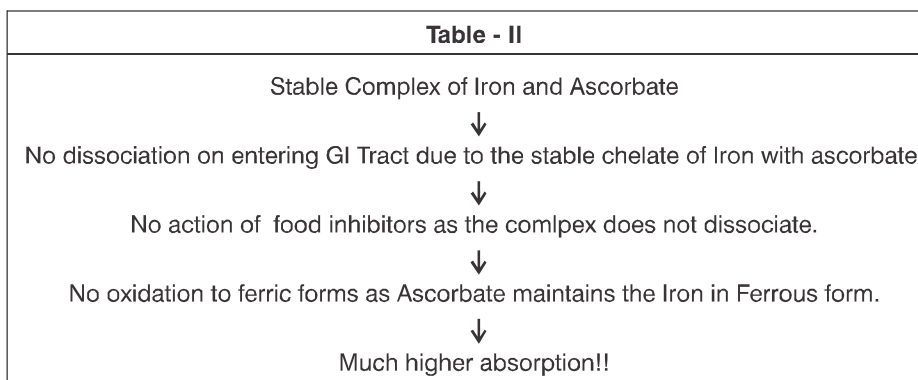 Table - II
Stable Complex of Iron and Ascorbate
No dissociation on entering GI Tract due to the stable chelate of Iron with ascorbate
No action of food inhibitors as the comlpex does not dissociate.
No oxidation to ferric forms as Ascorbate maintains the Iron in Ferrous form.
Much higher absorption!!